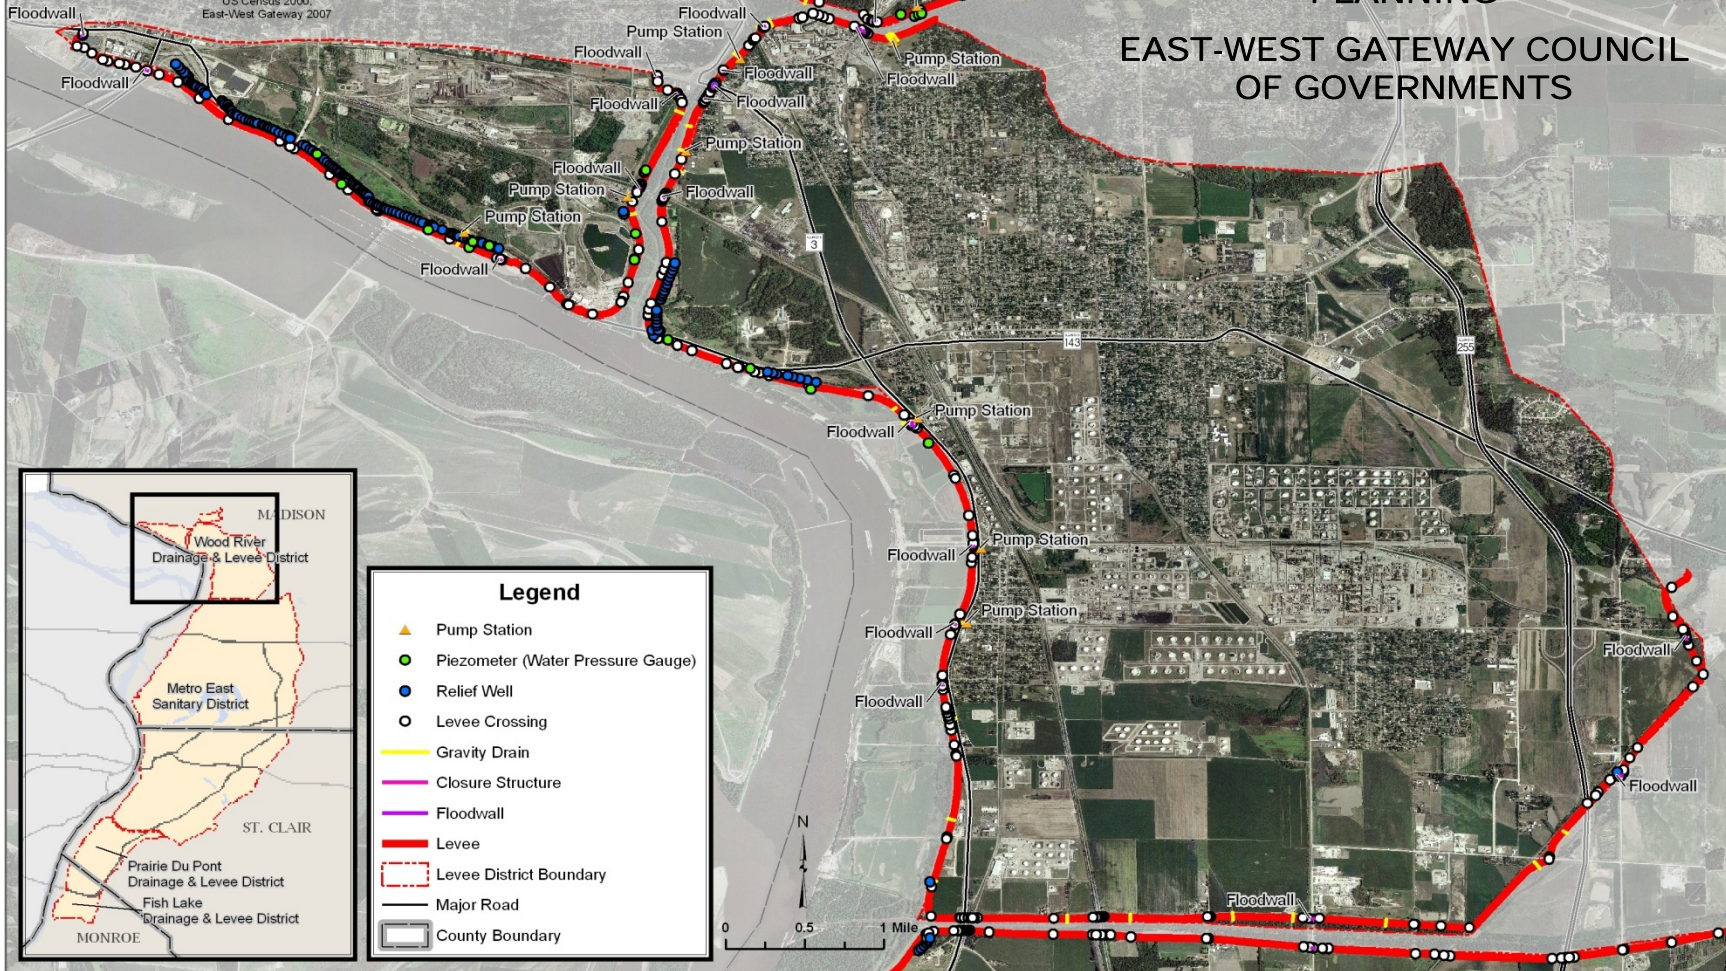 US Census 2000,
East-West Gateway 2007
PLANNING
EAST-WEST GATEWAY COUNCIL
OF GOVERNMENTS
Floodwall
Floodwall
Floodwall
Pump Station
Floodwall
Pump Station
Floodwall
Floodwall
Floodwall
Floodwall
Floodwall
Pump Station
Floodwall
Pump Station
Floodwall
Pump Station
Floodwall
3
143
255
Pump Station
Floodwall
Pump Station
Floodwall
Pump Station
Floodwall
Floodwall
Floodwall
Floodwall
Floodwall
MADISON
Wood River
Drainage & Levee District
Metro East
Sanitary District
ST. CLAIR
Prairie Du Pont
Drainage & Levee District
Fish Lake
Drainage & Levee District
MONROE
Legend
Pump Station
Piezometer (Water Pressure Gauge)
Relief Well
Levee Crossing
Gravity Drain
Closure Structure
Floodwall
Levee
Levee District Boundary
Major Road
County Boundary
N
0 0.5 1 Mile